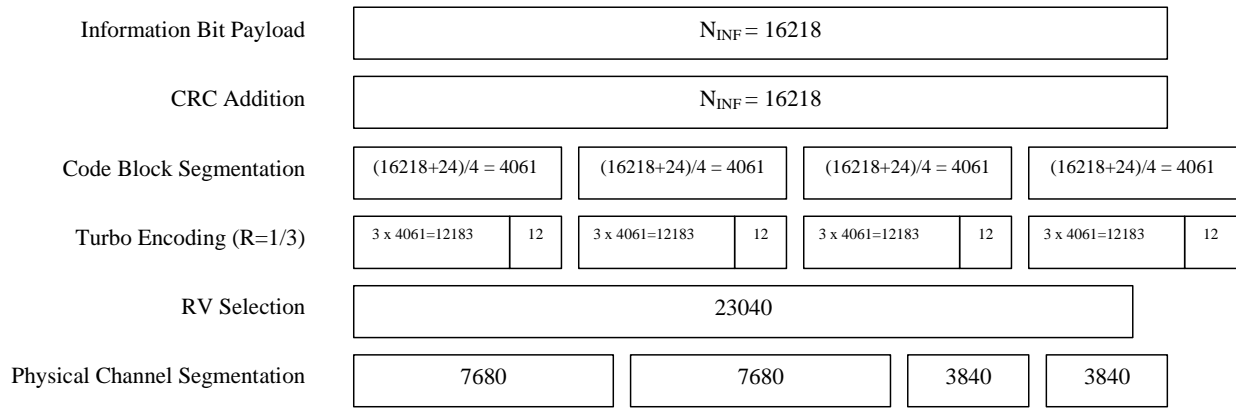 Information Bit Payload
N_INF = 16218
CRC Addition
N_INF = 16218
Code Block Segmentation
(16218+24)/4 = 4061
(16218+24)/4 = 4061
(16218+24)/4 = 4061
(16218+24)/4 = 4061
Turbo Encoding (R=1/3)
3 x 4061=12183
12
3 x 4061=12183
12
3 x 4061=12183
12
3 x 4061=12183
12
RV Selection
23040
Physical Channel Segmentation
7680
7680
3840
3840